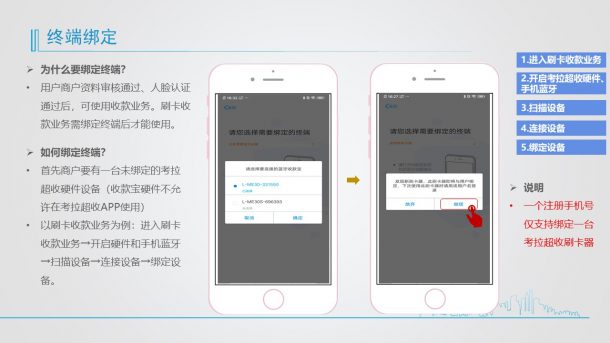 终端绑定
➢ 为什么要绑定终端？
• 用户商户资料审核通过、人脸认证
通过后，可使用收款业务。刷卡收
款业务需绑定终端后才能使用。
➢ 如何绑定终端？
• 首先商户要有一台未绑定的考拉
超收硬件设备（收款宝硬件不允
许在考拉超收APP使用）
• 以刷卡收款业务为例：进入刷卡
收款业务→开启硬件和手机蓝牙
→扫描设备→连接设备→绑定设
备。
请您选择需要绑定的终端
请您需要连接的蓝牙收款宝
取消
确定
请您选择需要绑定的终端
放弃
1.进入刷卡收款业务
2.开启考拉超收硬件、
手机蓝牙
3.扫描设备
4.连接设备
5.绑定设备
➢ 说明
• 一个注册手机号
仅支持绑定一台
考拉超收刷卡器